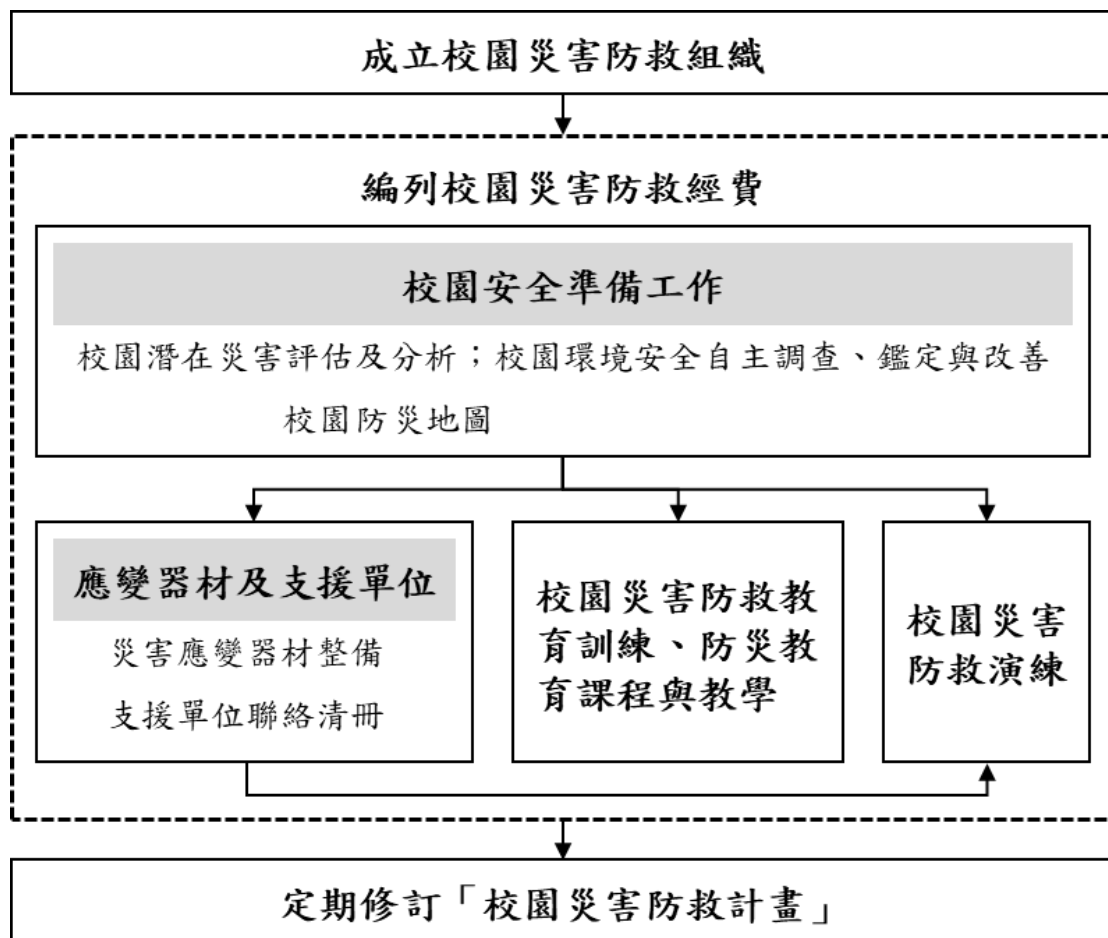 成立校園災害防救組織
編列校園災害防救經費
校園安全準備工作
校園潛在災害評估及分析；校園環境安全自主調查、鑑定與改善
校園防災地圖
應變器材及支援單位
災害應變器材整備
支援單位聯絡清冊
校園災害防救教
育訓練、防災教
育課程與教學
校園災害
防救演練
定期修訂「校園災害防救計畫」